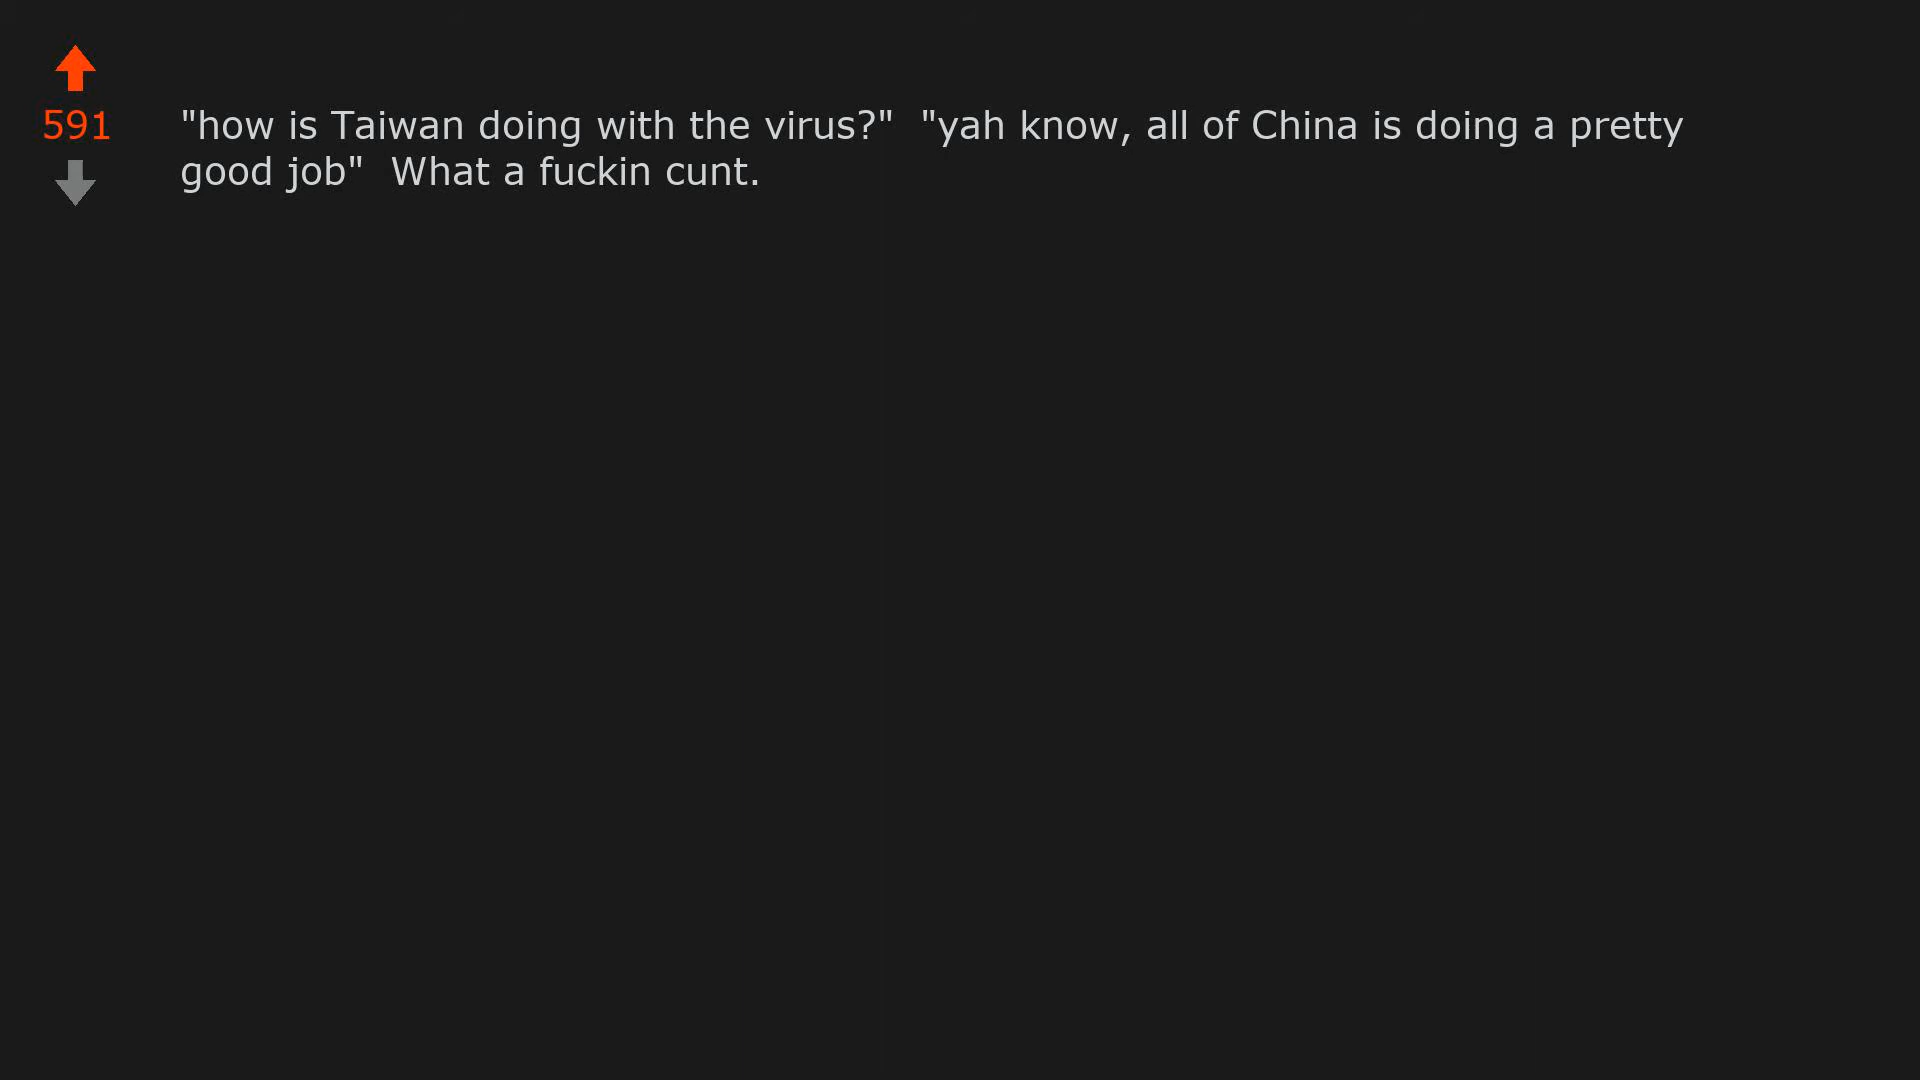 591
"how is Taiwan doing with the virus?"  "yah know, all of China is doing a pretty
good job"  What a fuckin cunt.